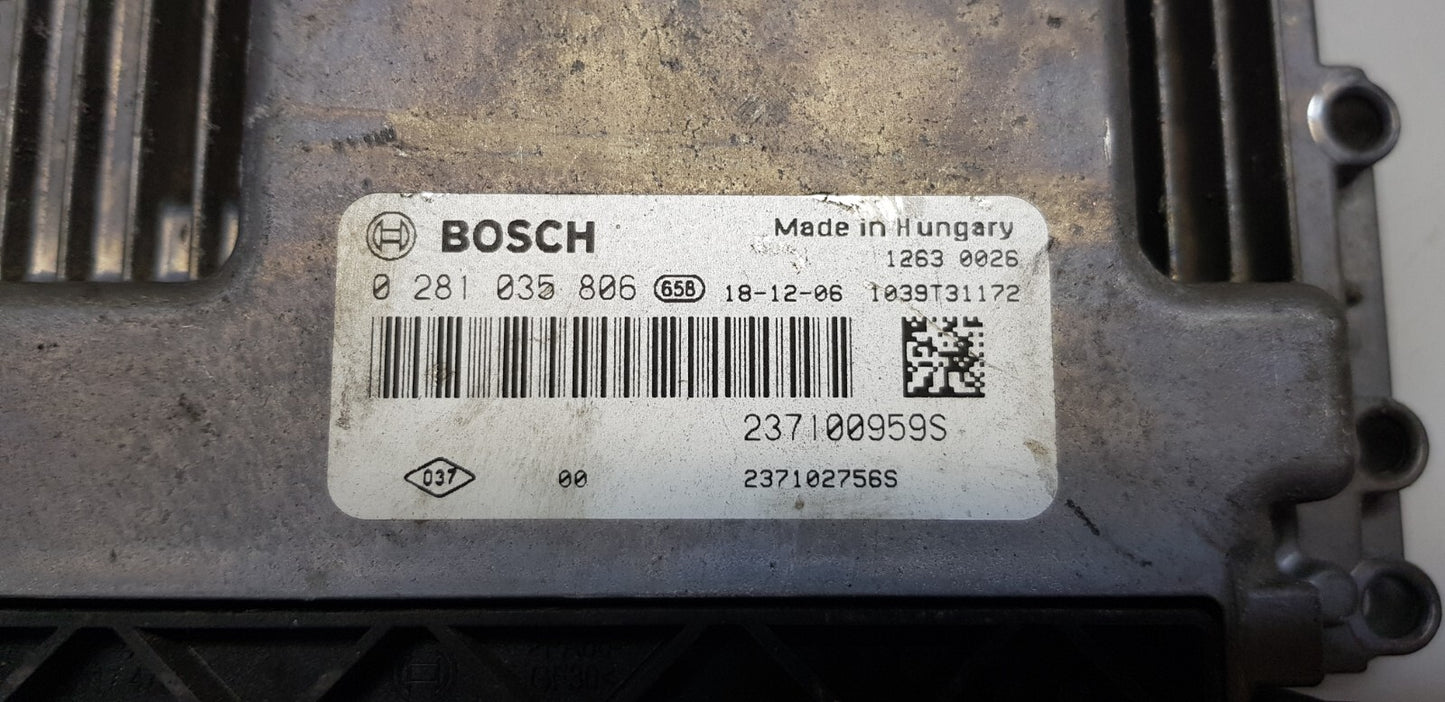 BOSCH Made in Hungary
1263 0026
0 281 035 806 658 18-12-06 1039T31172
237100959S
037 00 237102756S